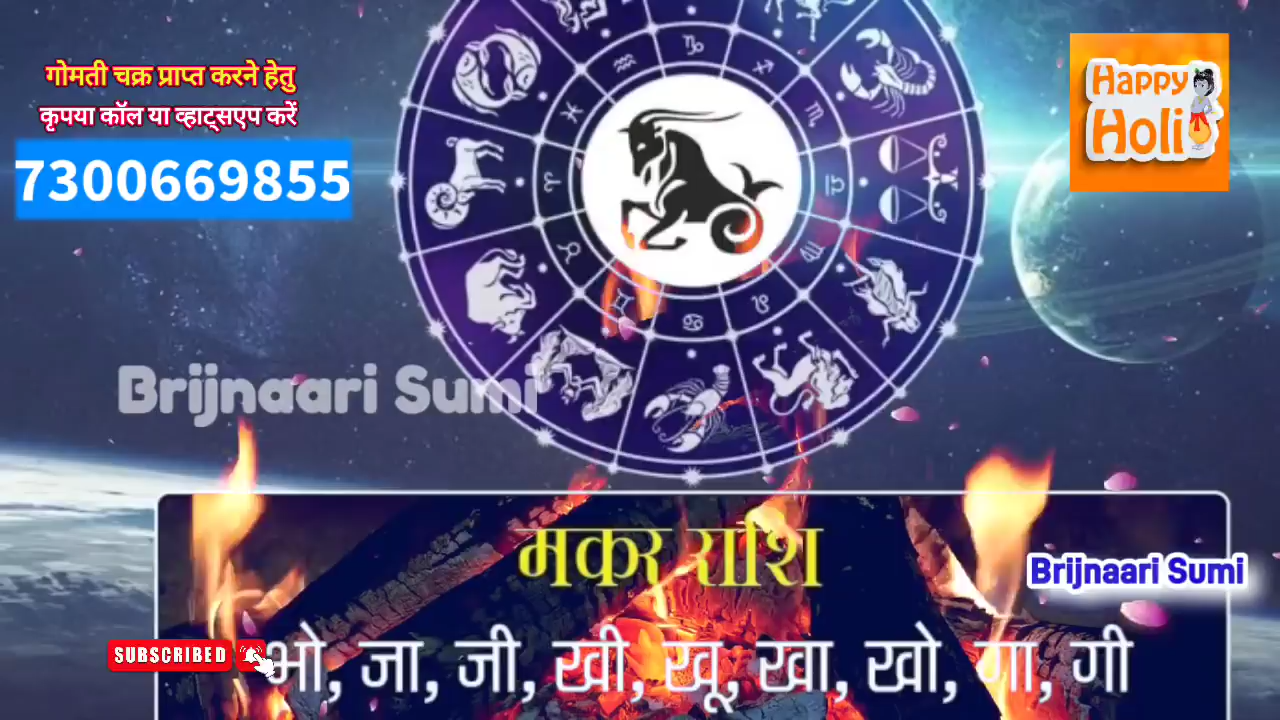 गोमती चक्र प्राप्त करने हेतु
कृपया कॉल या व्हाट्सएप करें
7300669855
Happy
Holi
Brijnaari Sumi
मकर राशि
Brijnaari Sumi
SUBSCRIBED
भो, जा, जी, खी, खू, खा, खो, गा, गी